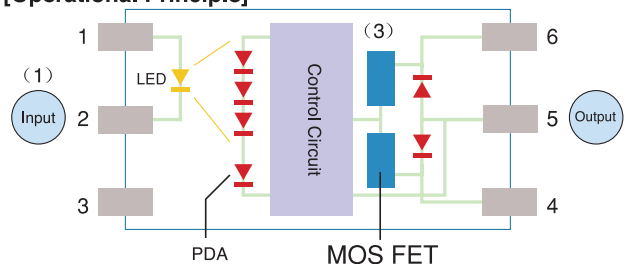 [Operational Principle]
1
(1)
Input
2
3
LED
PDA
Control Circuit
(3)
MOS FET
6
5
Output
4